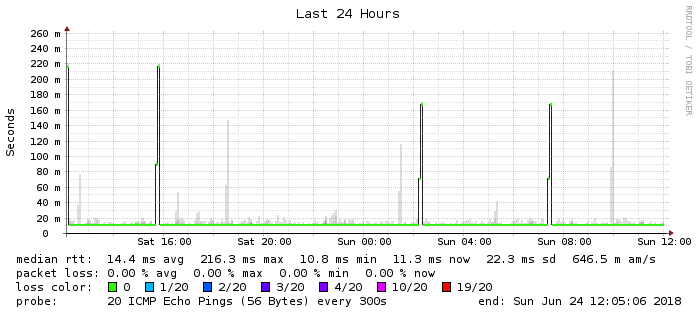 Last 24 Hours
RRDTOOL / TOBI OETIKER
Seconds
260 m
240 m
220 m
200 m
180 m
160 m
140 m
120 m
100 m
80 m
60 m
40 m
20 m
0
Sat 16:00 Sat 20:00 Sun 00:00 Sun 04:00 Sun 08:00 Sun 12:00
median rtt: 14.4 ms avg 216.3 ms max 10.8 ms min 11.3 ms now 22.3 ms sd 646.5 m am/s
packet loss: 0.00 % avg 0.00 % max 0.00 % min 0.00 % now
loss color: 0 1/20 2/20 3/20 4/20 10/20 19/20
probe: 20 ICMP Echo Pings (56 Bytes) every 300s end: Sun Jun 24 12:05:06 2018